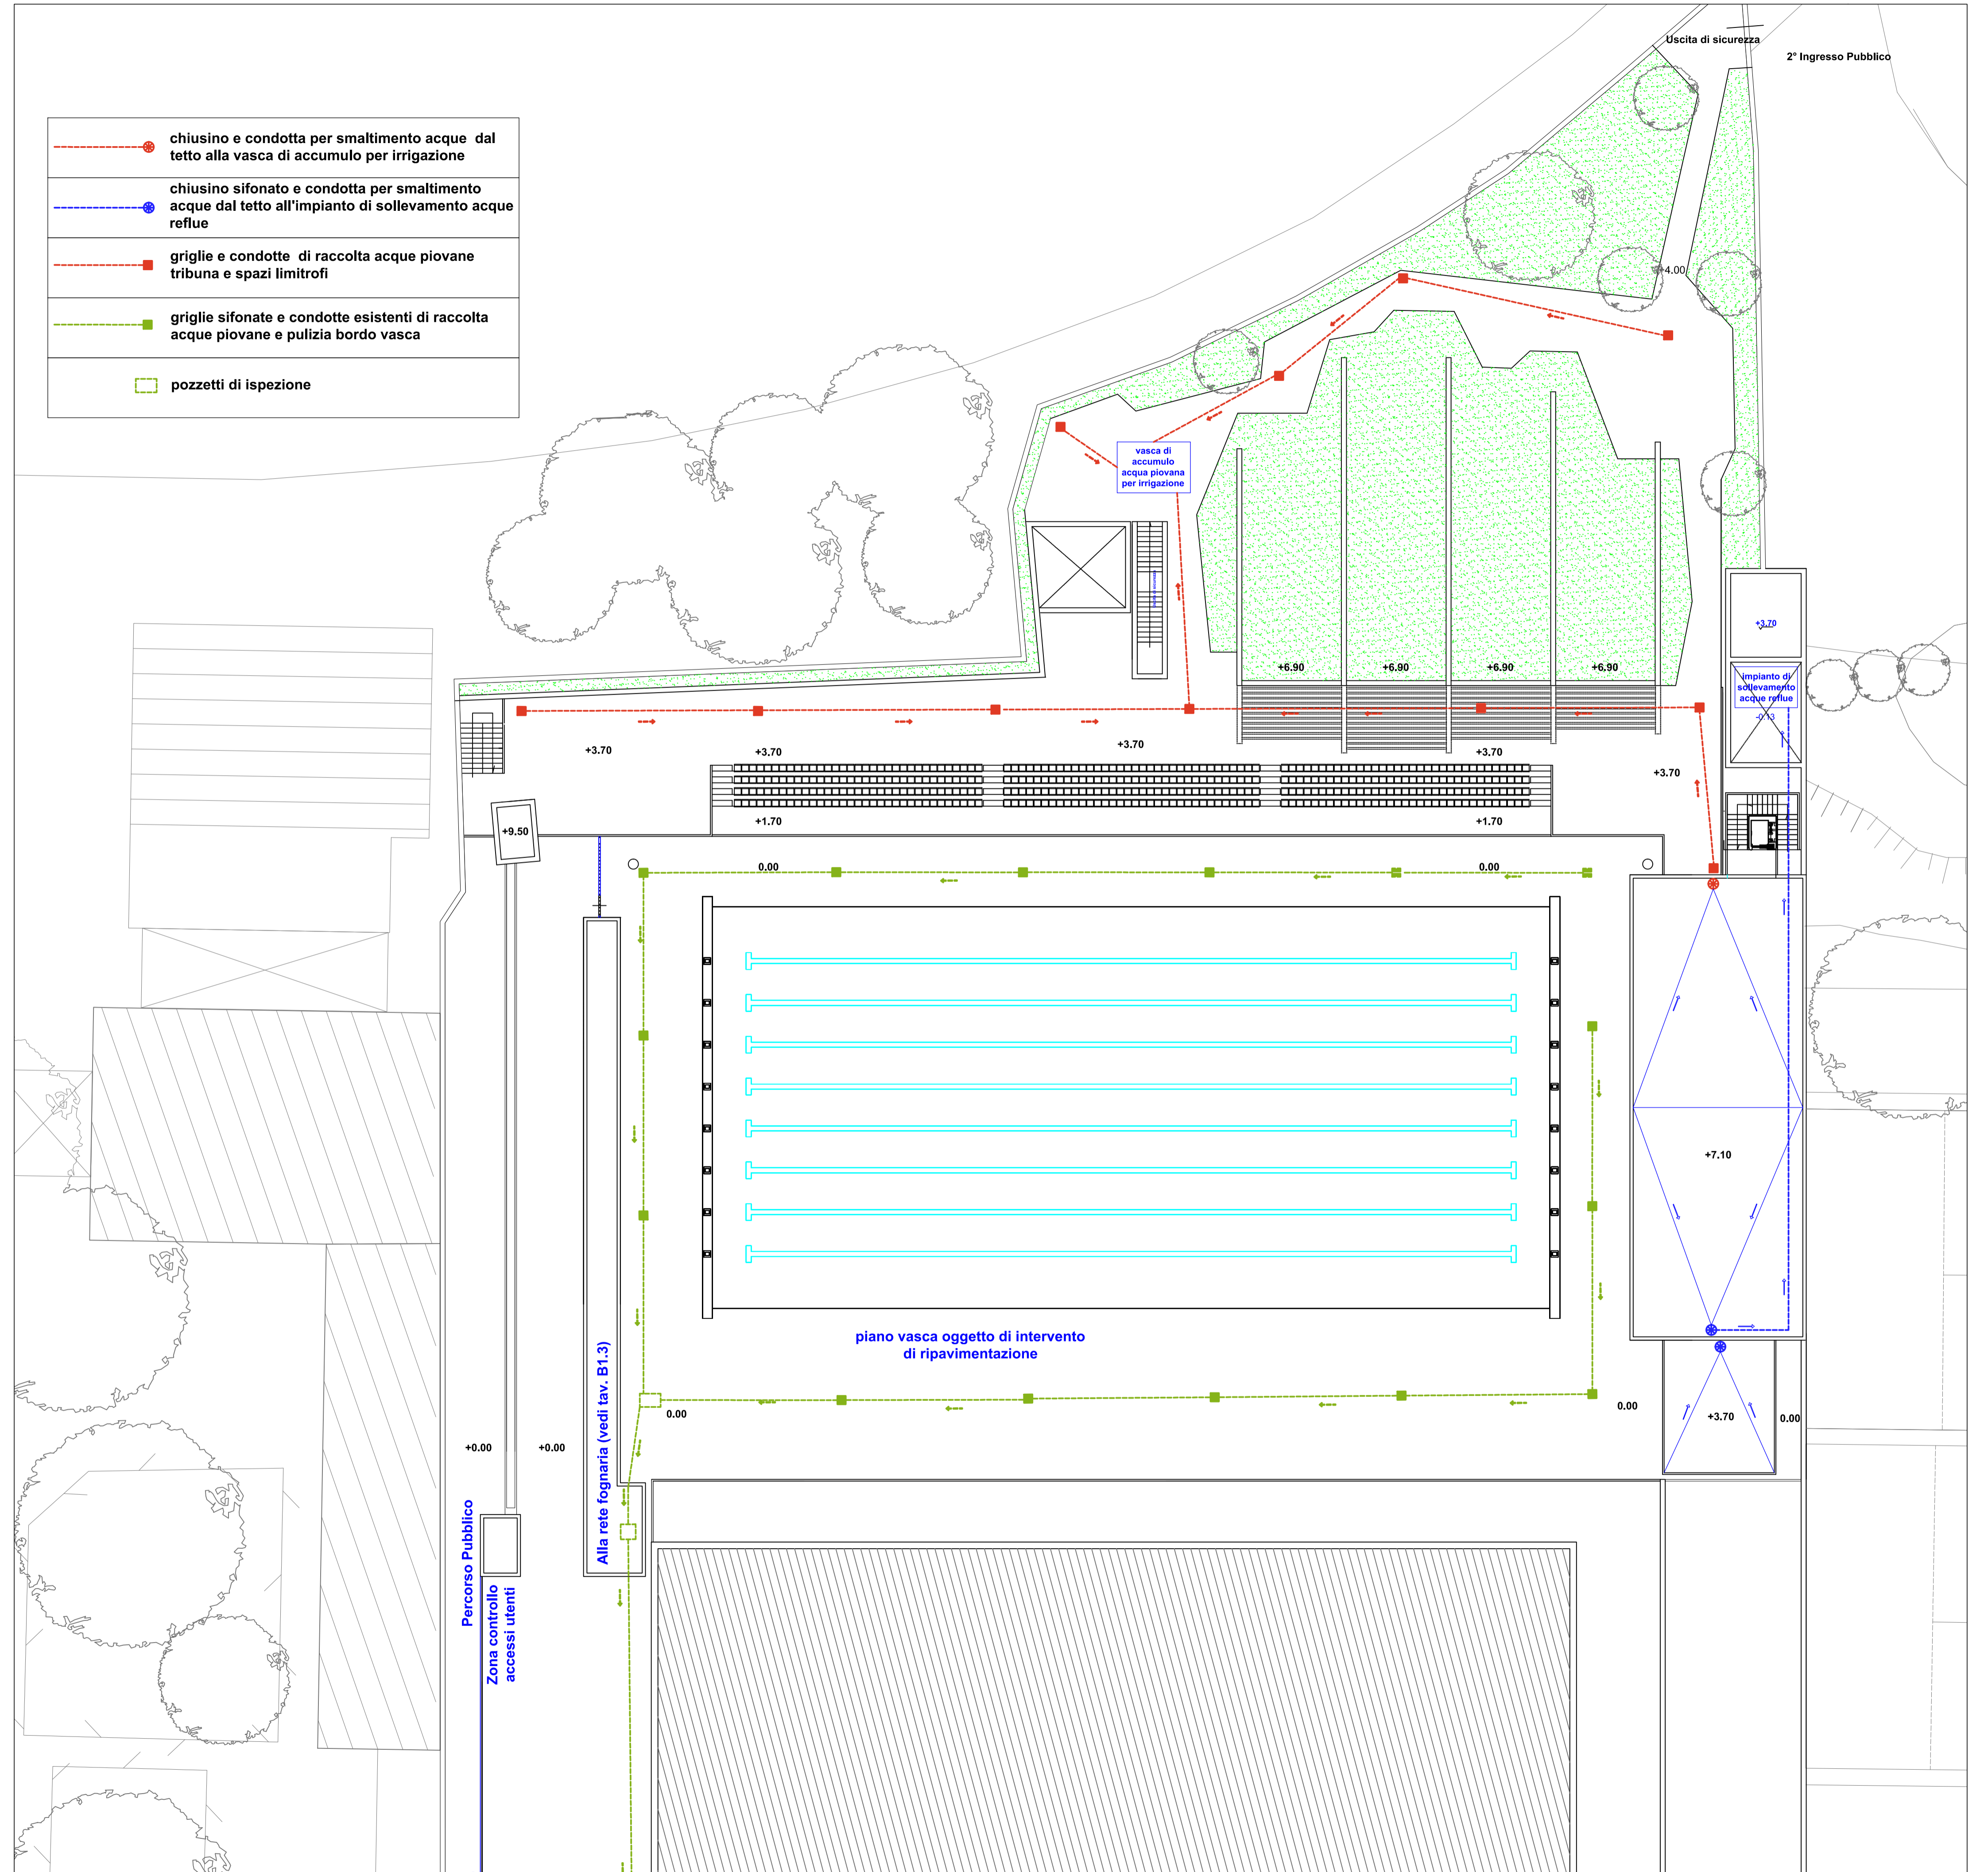 Uscita di sicurezza
2° Ingresso Pubblico
chiusino e condotta per smaltimento acque dal
tetto alla vasca di accumulo per irrigazione
chiusino sifonato e condotta per smaltimento
acque dal tetto all'impianto di sollevamento acque
reflue
griglie e condotte di raccolta acque piovane
tribuna e spazi limitrofi
griglie sifonate e condotte esistenti di raccolta
acque piovane e pulizia bordo vasca
pozzetti di ispezione
+4.00
vasca di
accumulo
acqua piovana
per irrigazione
+3.70
+6.90
+6.90
+6.90
+6.90
impianto di
sollevamento
acque reflue
-0.13
+3.70
+3.70
+3.70
+3.70
+3.70
+1.70
+1.70
+9.50
0.00
0.00
+7.10
piano vasca oggetto di intervento
di ripavimentazione
Alla rete fognaria (vedi tav. B1.3)
0.00
0.00
+3.70
0.00
+0.00
+0.00
Percorso Pubblico
Zona controllo
accessi utenti